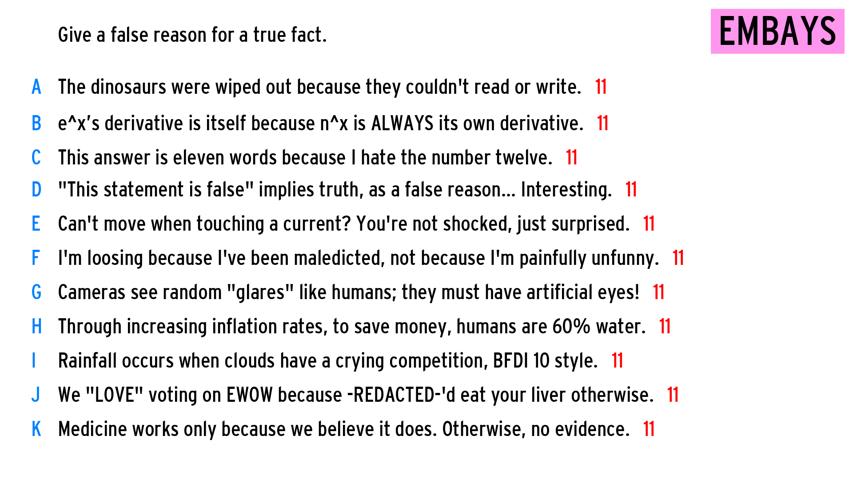 Give a false reason for a true fact.
EMBAYS
A The dinosaurs were wiped out because they couldn't read or write. 11
B e^x's derivative is itself because n^x is ALWAYS its own derivative. 11
C This answer is eleven words because I hate the number twelve. 11
D "This statement is false" implies truth, as a false reason... Interesting. 11
E Can't move when touching a current? You're not shocked, just surprised. 11
F I'm loosing because I've been maledicted, not because I'm painfully unfunny. 11
G Cameras see random "glares" like humans; they must have artificial eyes! 11
H Through increasing inflation rates, to save money, humans are 60% water. 11
I Rainfall occurs when clouds have a crying competition, BFDI 10 style. 11
J We "LOVE" voting on EWOW because -REDACTED-'d eat your liver otherwise. 11
K Medicine works only because we believe it does. Otherwise, no evidence. 11